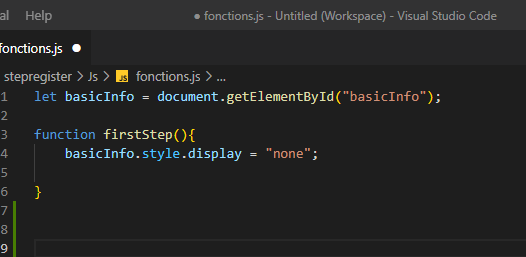 al Help ● fonctions.js - Untitled (Workspace) - Visual Studio Code
fonctions.js ●
stepregister > Js > JS fonctions.js > ...
1 let basicInfo = document.getElementById("basicInfo");
2
3 function firstStep(){
4 basicInfo.style.display = "none";
5
6 }
7
8
9